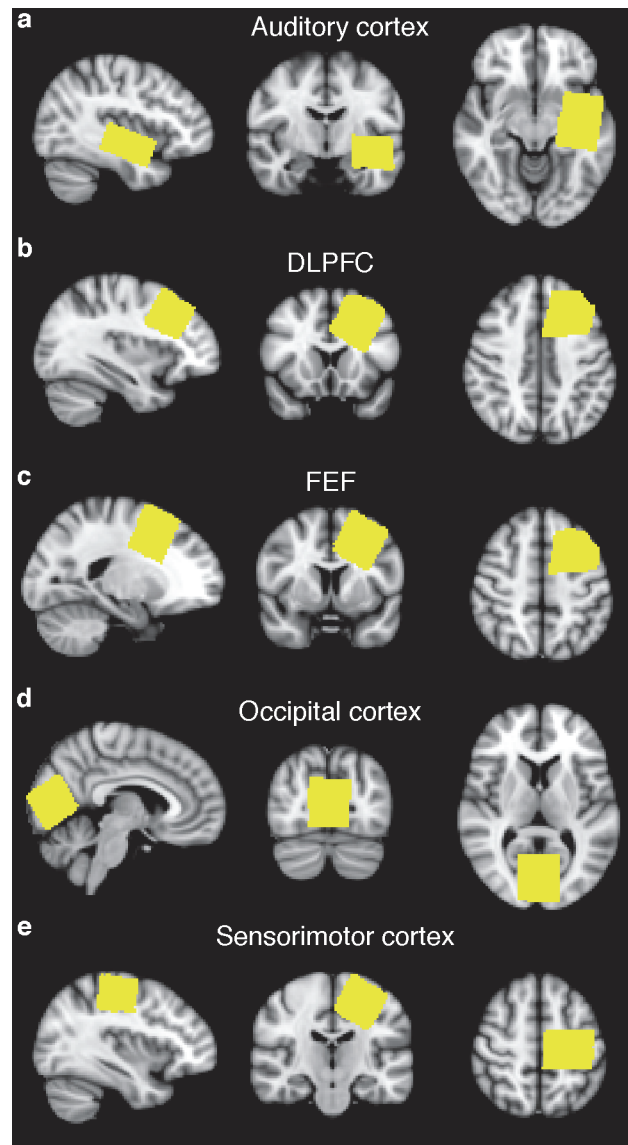 a
Auditory cortex
b
DLPFC
c
FEF
d
Occipital cortex
e
Sensorimotor cortex